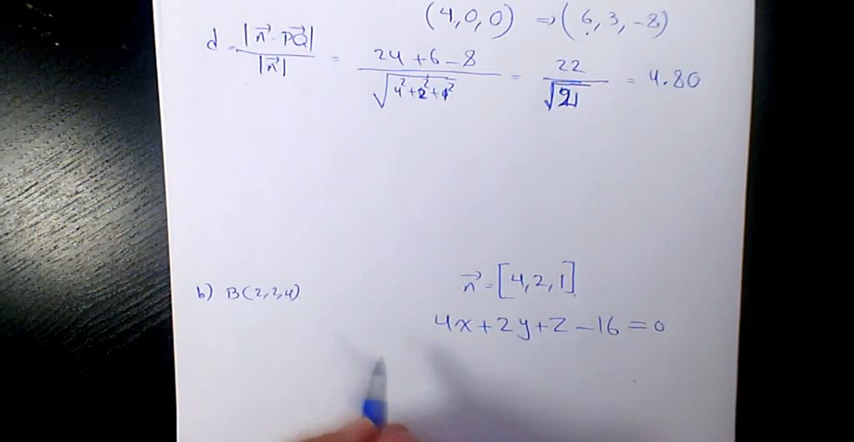 (4,0,0) ⇒ (6,3,-8)
d = |n⃗ · PQ⃗| / |n⃗| = 24+6-8 / √4²+2²+1² = 22 / √21 = 4.80
b) B(2,2,4)
n⃗ = [4,2,1]
4x+2y+z-16=0